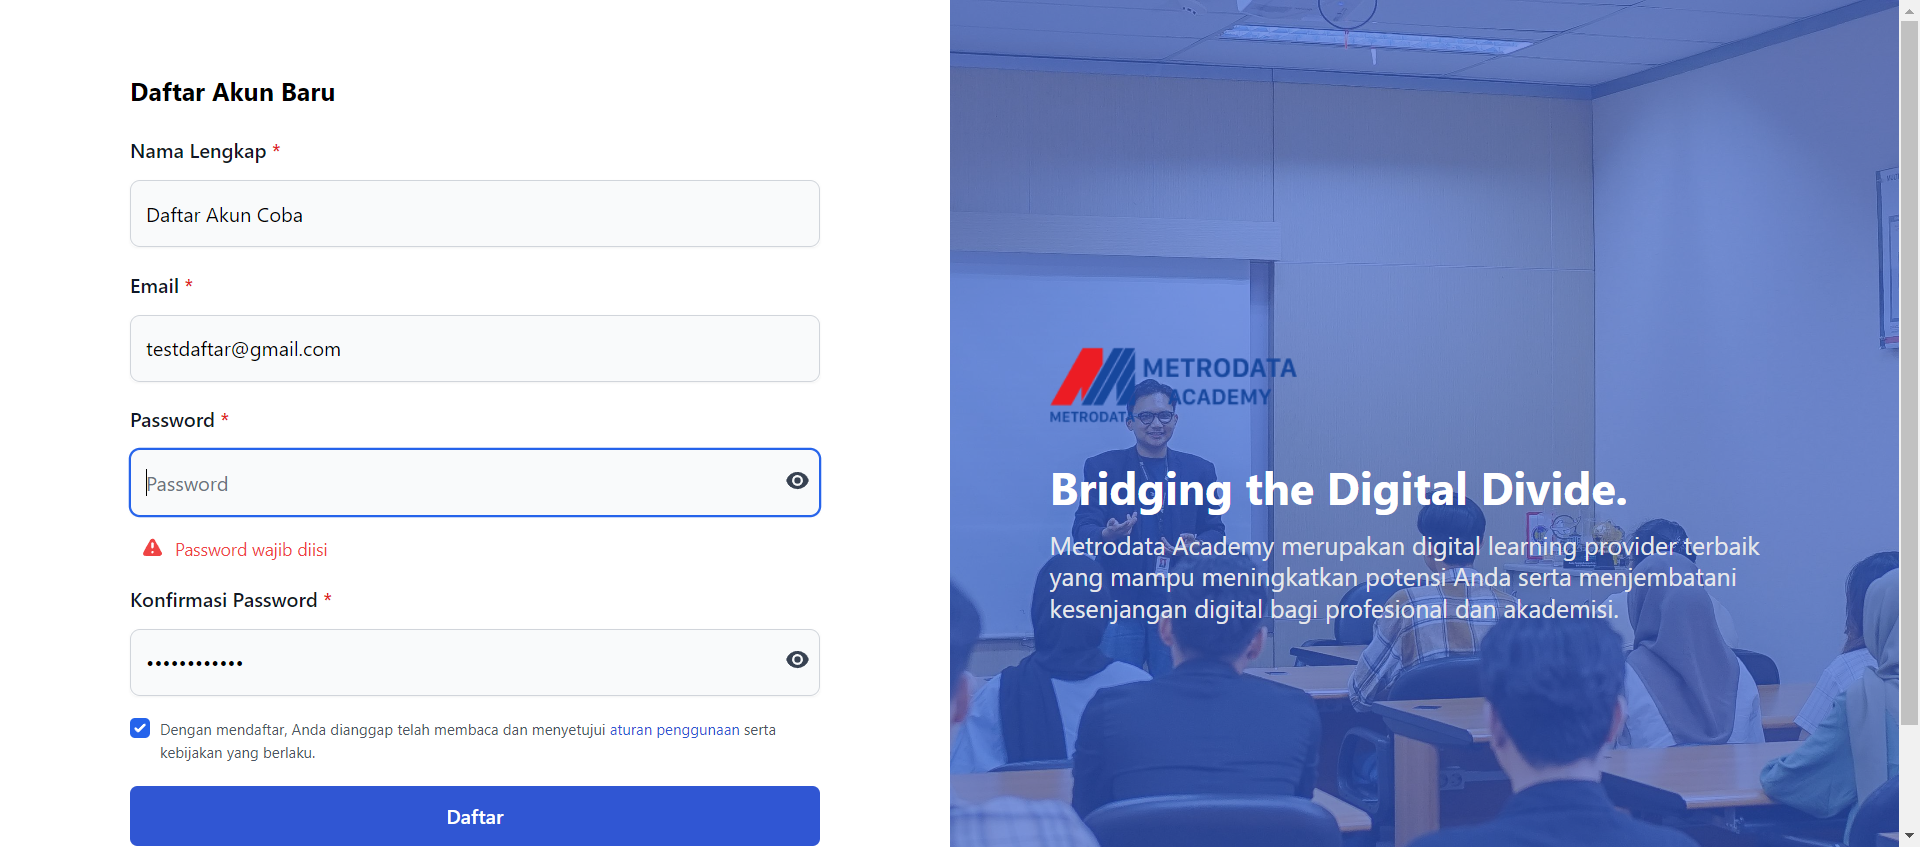 Daftar Akun Baru
Nama Lengkap *
Daftar Akun Coba
Email *
testdaftar@gmail.com
Password *
Password
Password wajib diisi
Konfirmasi Password *
••••••••••••
Dengan mendaftar, Anda dianggap telah membaca dan menyetujui aturan penggunaan serta
kebijakan yang berlaku.
Daftar
METRODATA
ACADEMY
METRODATA
Bridging the Digital Divide.
Metrodata Academy merupakan digital learning provider terbaik
yang mampu meningkatkan potensi Anda serta menjembatani
kesenjangan digital bagi profesional dan akademisi.